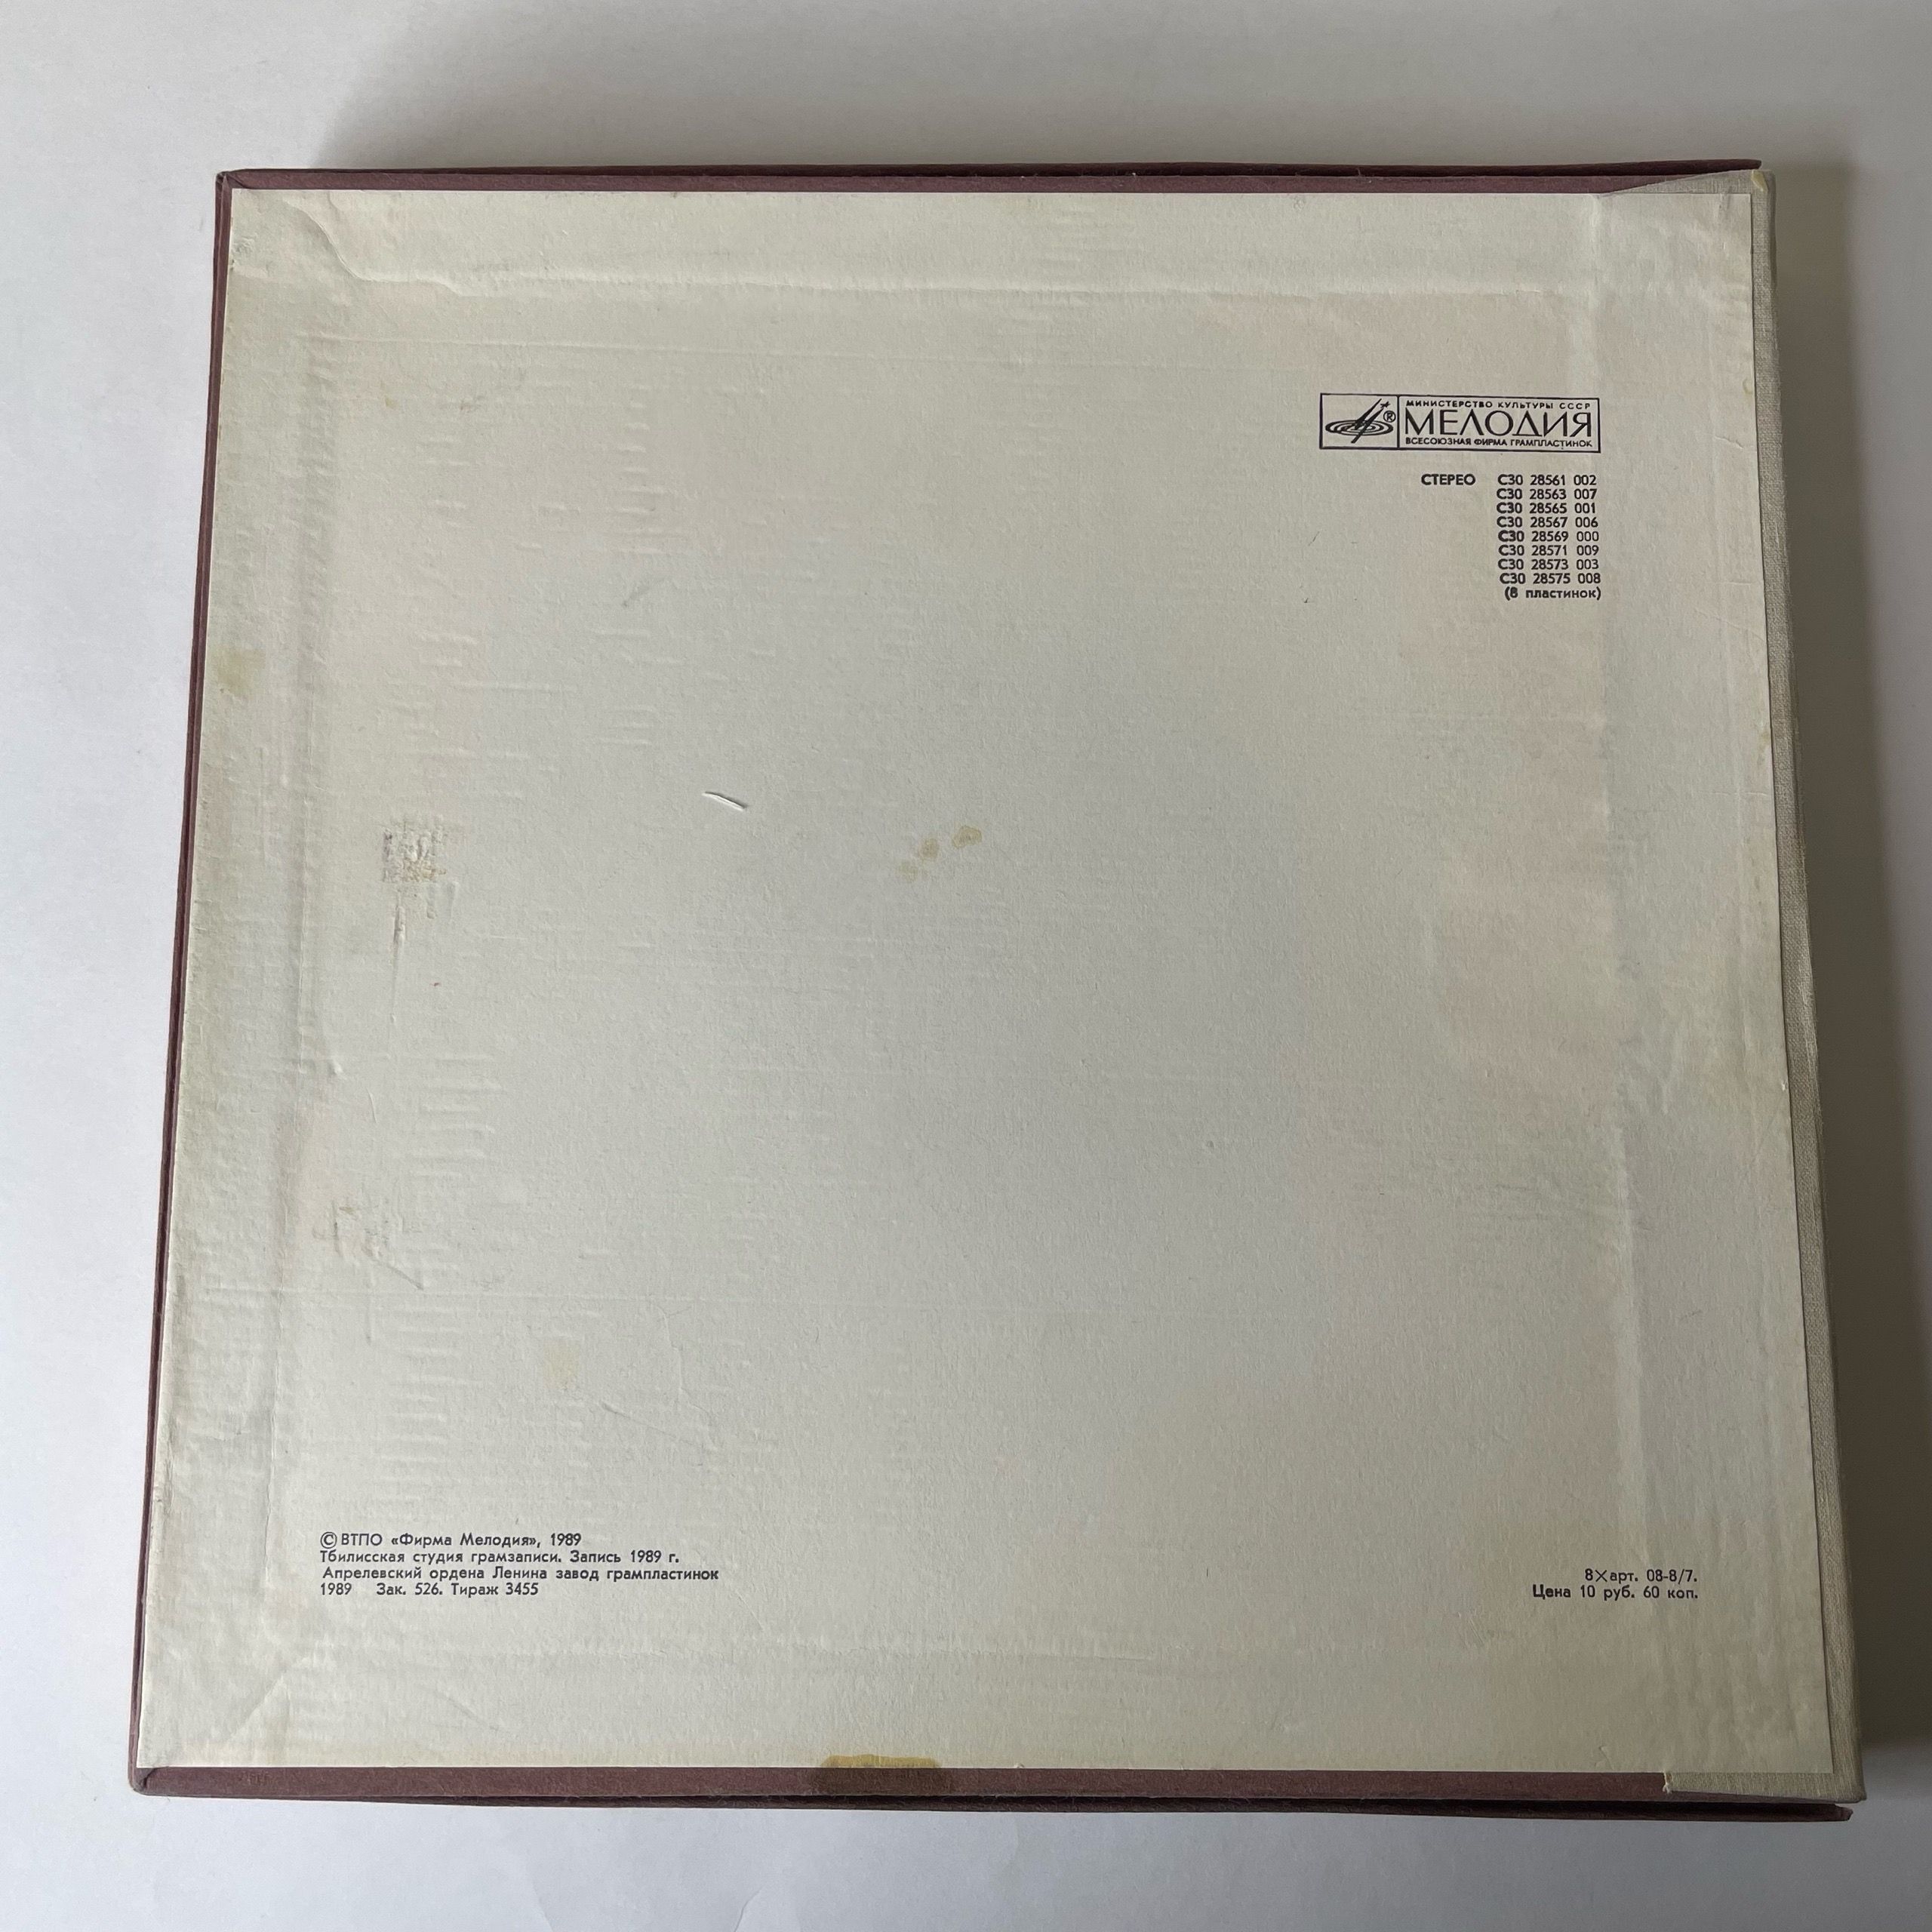 МИНИСТЕРСТВО КУЛЬТУРЫ СССР
® МЕЛОДИЯ
ВСЕСОЮЗНАЯ ФИРМА ГРАМПЛАСТИНОК
СТЕРЕО С30 28561 002
С30 28563 007
С30 28565 001
С30 28567 006
С30 28569 000
С30 28571 009
С30 28573 003
С30 28575 008
(8 пластинок)
© ВТПО «Фирма Мелодия», 1989
Тбилисская студия грамзаписи. Запись 1989 г.
Апрелевский ордена Ленина завод грампластинок
1989 Зак. 526. Тираж 3455
8×арт. 08-8/7.
Цена 10 руб. 60 коп.